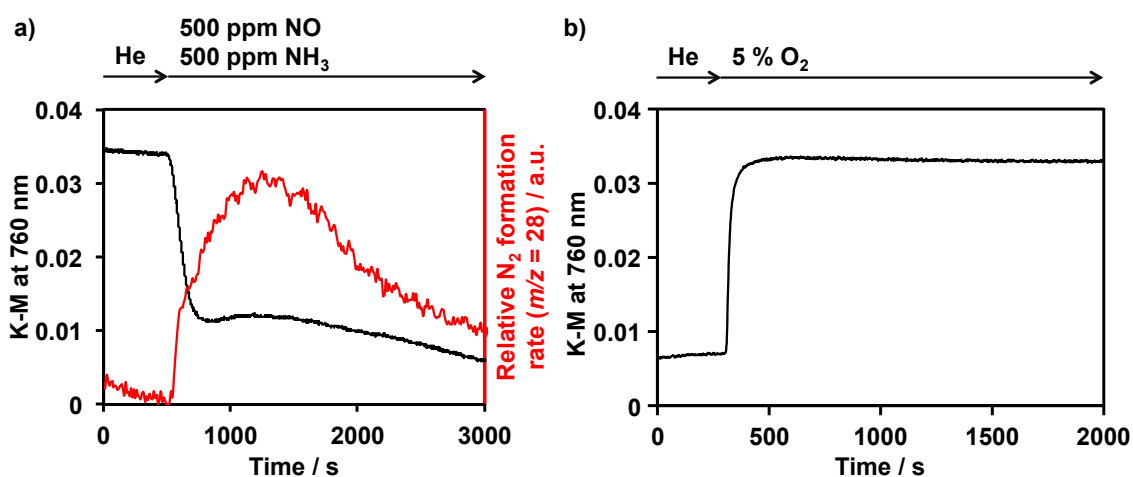 a)
500 ppm NO
He
500 ppm NH3
0.04
0.03
0.02
0.01
0
K-M at 760 nm
0
1000
2000
3000
Time / s
Relative N2 formation
rate (m/z = 28) / a.u.
b)
He
5 % O2
0.04
0.03
0.02
0.01
0
K-M at 760 nm
0
500
1000
1500
2000
Time / s